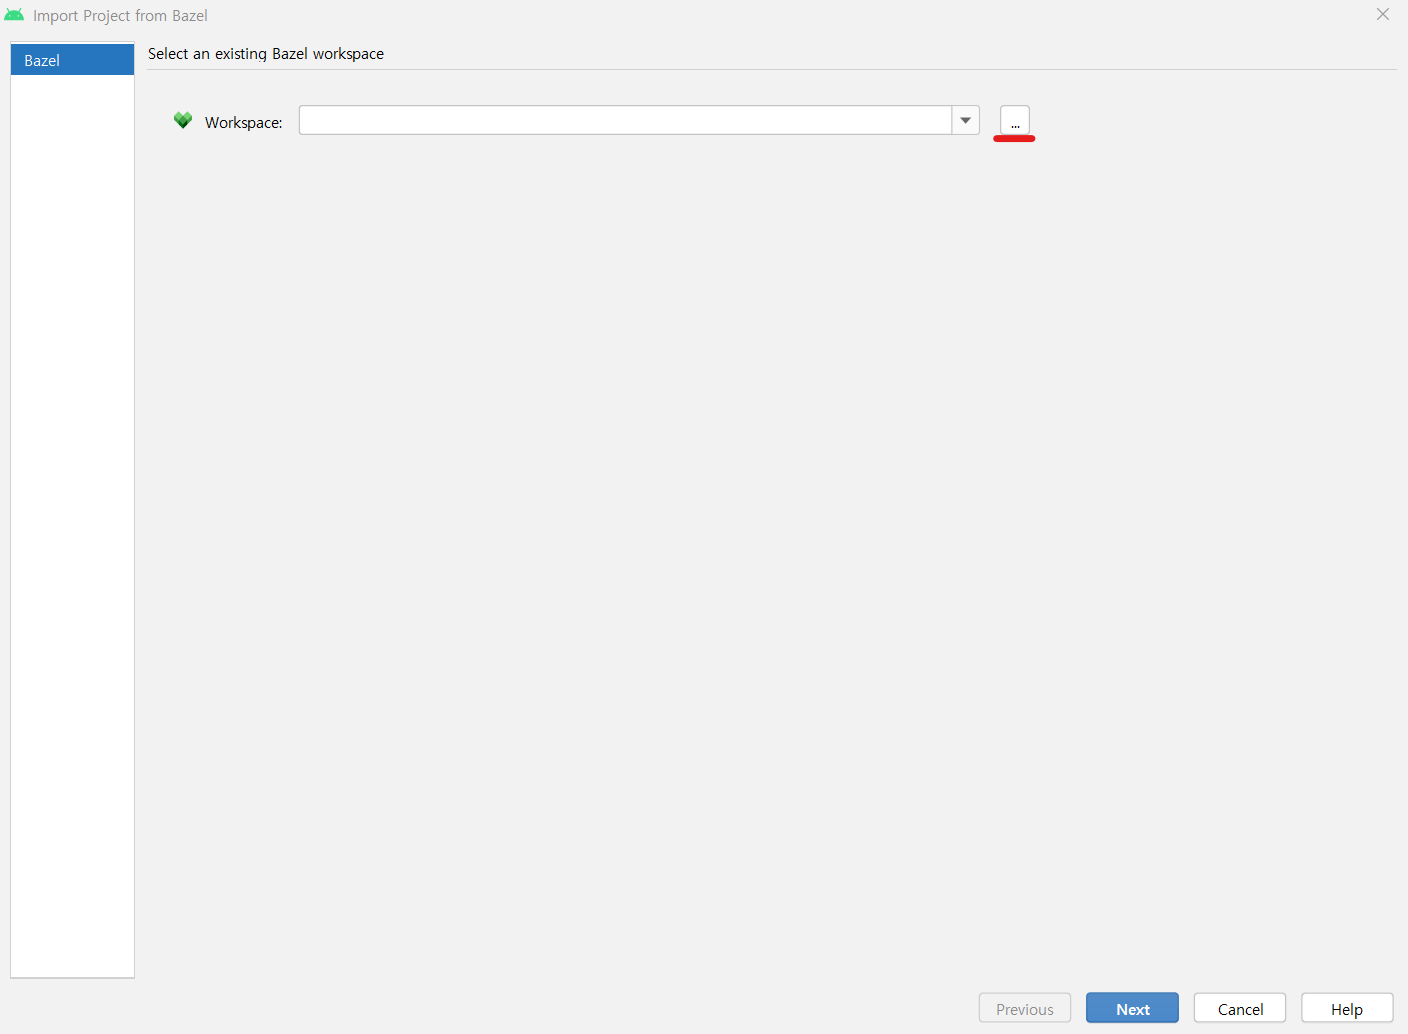 Import Project from Bazel
Bazel
Select an existing Bazel workspace
Workspace:
...
Previous
Next
Cancel
Help